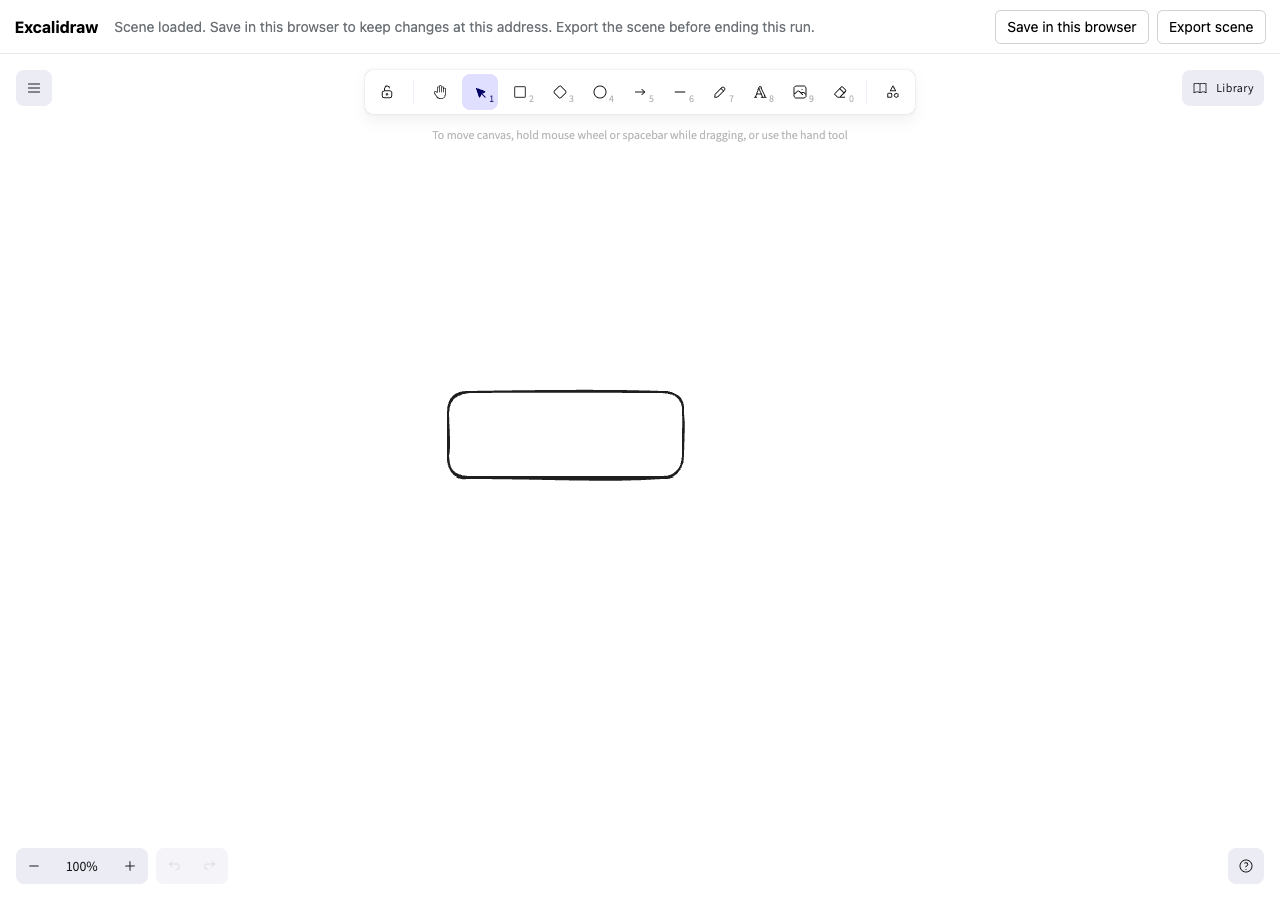 Excalidraw
Scene loaded. Save in this browser to keep changes at this address. Export the scene before ending this run.
Save in this browser
Export scene
1
2
3
4
5
6
7
8
9
0
Library
To move canvas, hold mouse wheel or spacebar while dragging, or use the hand tool
100%